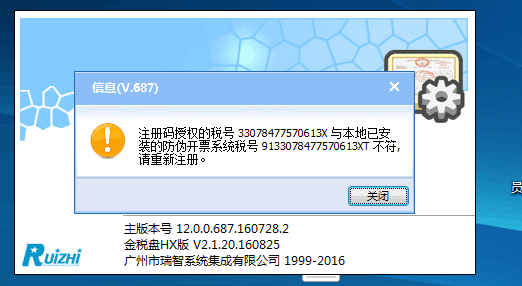 信息(V.687)
注册码授权的税号 33078477570613X 与本地已安
装的防伪开票系统税号 9133078477570613XT 不符,
请重新注册。
关闭
主版本号 12.0.0.687.160728.2
金税盘HX版 V2.1.20.160825
广州市瑞智系统集成有限公司 1999-2016
RUIZHI
员